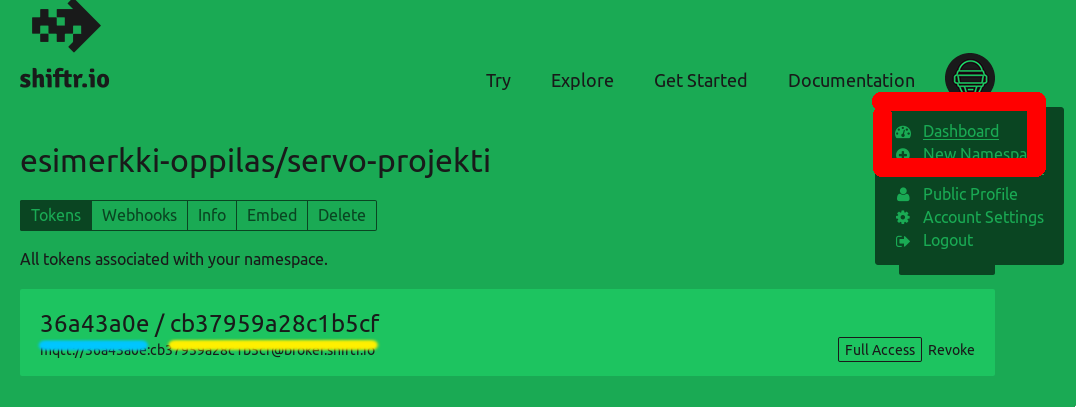 shiftr.io
Try Explore Get Started Documentation
Dashboard
New Namespa
Public Profile
Account Settings
Logout
esimerkki-oppilas/servo-projekti
Tokens Webhooks Info Embed Delete
All tokens associated with your namespace.
36a43a0e / cb37959a28c1b5cf
mqtt://36a43a0e:cb37959a28c1b5cf@broker.shiftr.io
Full Access Revoke